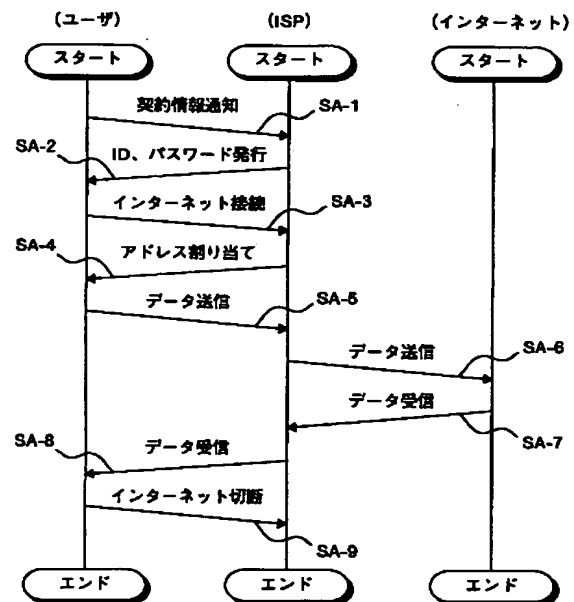 (ユーザ)
(ISP)
(インターネット)
スタート
スタート
スタート
契約情報通知
SA-1
SA-2
ID、パスワード発行
インターネット接続
SA-3
SA-4
アドレス割り当て
データ送信
SA-5
データ送信
SA-6
データ受信
SA-7
SA-8
データ受信
インターネット切断
SA-9
エンド
エンド
エンド